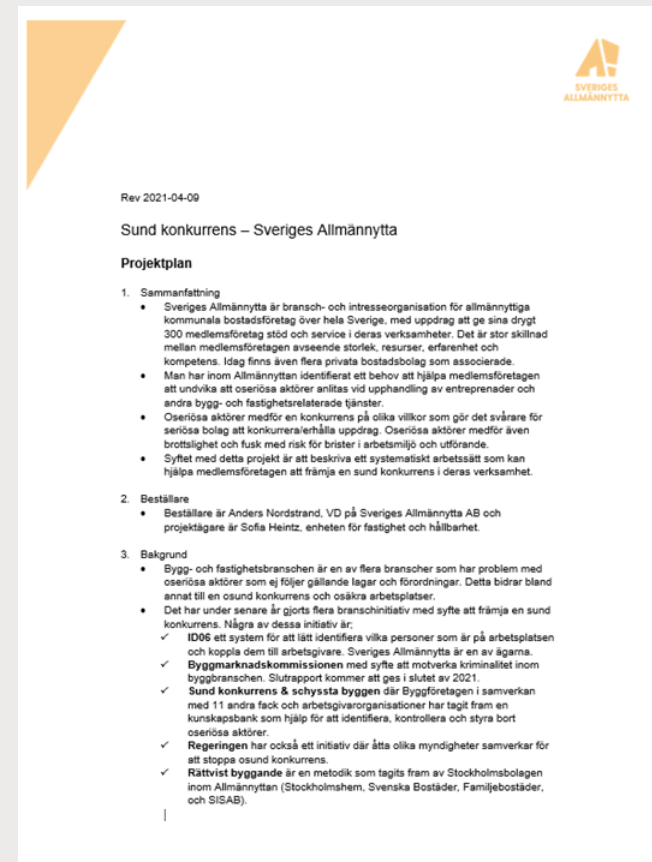 SVERIGES
ALLMÄNNYTTA
Rev 2021-04-09
Sund konkurrens – Sveriges Allmännytta
Projektplan
1. Sammanfattning
• Sveriges Allmännytta är bransch- och intresseorganisation för allmännyttiga
kommunala bostadsföretag över hela Sverige, med uppdrag att ge sina drygt
300 medlemsföretag stöd och service i deras verksamheter. Det är stor skillnad
mellan medlemsföretagen avseende storlek, resurser, erfarenhet och
kompetens. Idag finns även flera privata bostadsbolag som associerade.
• Man har inom Allmännyttan identifierat ett behov att hjälpa medlemsföretagen
att undvika att oseriösa aktörer anlitas vid upphandling av entreprenader och
andra bygg- och fastighetsrelaterade tjänster.
• Oseriösa aktörer medför en konkurrens på olika villkor som gör det svårare för
seriösa bolag att konkurrera/erhålla uppdrag. Oseriösa aktörer medför även
brottslighet och fusk med risk för brister i arbetsmiljö och utförande.
• Syftet med detta projekt är att beskriva ett systematiskt arbetssätt som kan
hjälpa medlemsföretagen att främja en sund konkurrens i deras verksamhet.
2. Beställare
• Beställare är Anders Nordstrand, VD på Sveriges Allmännytta AB och
projektägare är Sofia Heintz, enheten för fastighet och hållbarhet.
3. Bakgrund
• Bygg- och fastighetsbranschen är en av flera branscher som har problem med
oseriösa aktörer som ej följer gällande lagar och förordningar. Detta bidrar bland
annat till en osund konkurrens och osäkra arbetsplatser.
• Det har under senare år gjorts flera branschinitiativ med syfte att främja en sund
konkurrens. Några av dessa initiativ är;
✓ ID06 ett system för att lätt identifiera vilka personer som är på arbetsplatsen
och koppla dem till arbetsgivare. Sveriges Allmännytta är en av ägarna.
✓ Byggmarknadskommissionen med syfte att motverka kriminalitet inom
byggbranschen. Slutrapport kommer att ges i slutet av 2021.
✓ Sund konkurrens & schyssta byggen där Byggföretagen i samverkan
med 11 andra fack och arbetsgivarorganisationer har tagit fram en
kunskapsbank som hjälp för att identifiera, kontrollera och styra bort
oseriösa aktörer.
✓ Regeringen har också ett initiativ där åtta olika myndigheter samverkar för
att stoppa osund konkurrens.
✓ Rättvist byggande är en metodik som tagits fram av Stockholmsbolagen
inom Allmännyttan (Stockholmshem, Svenska Bostäder, Familjebostäder,
och SISAB).